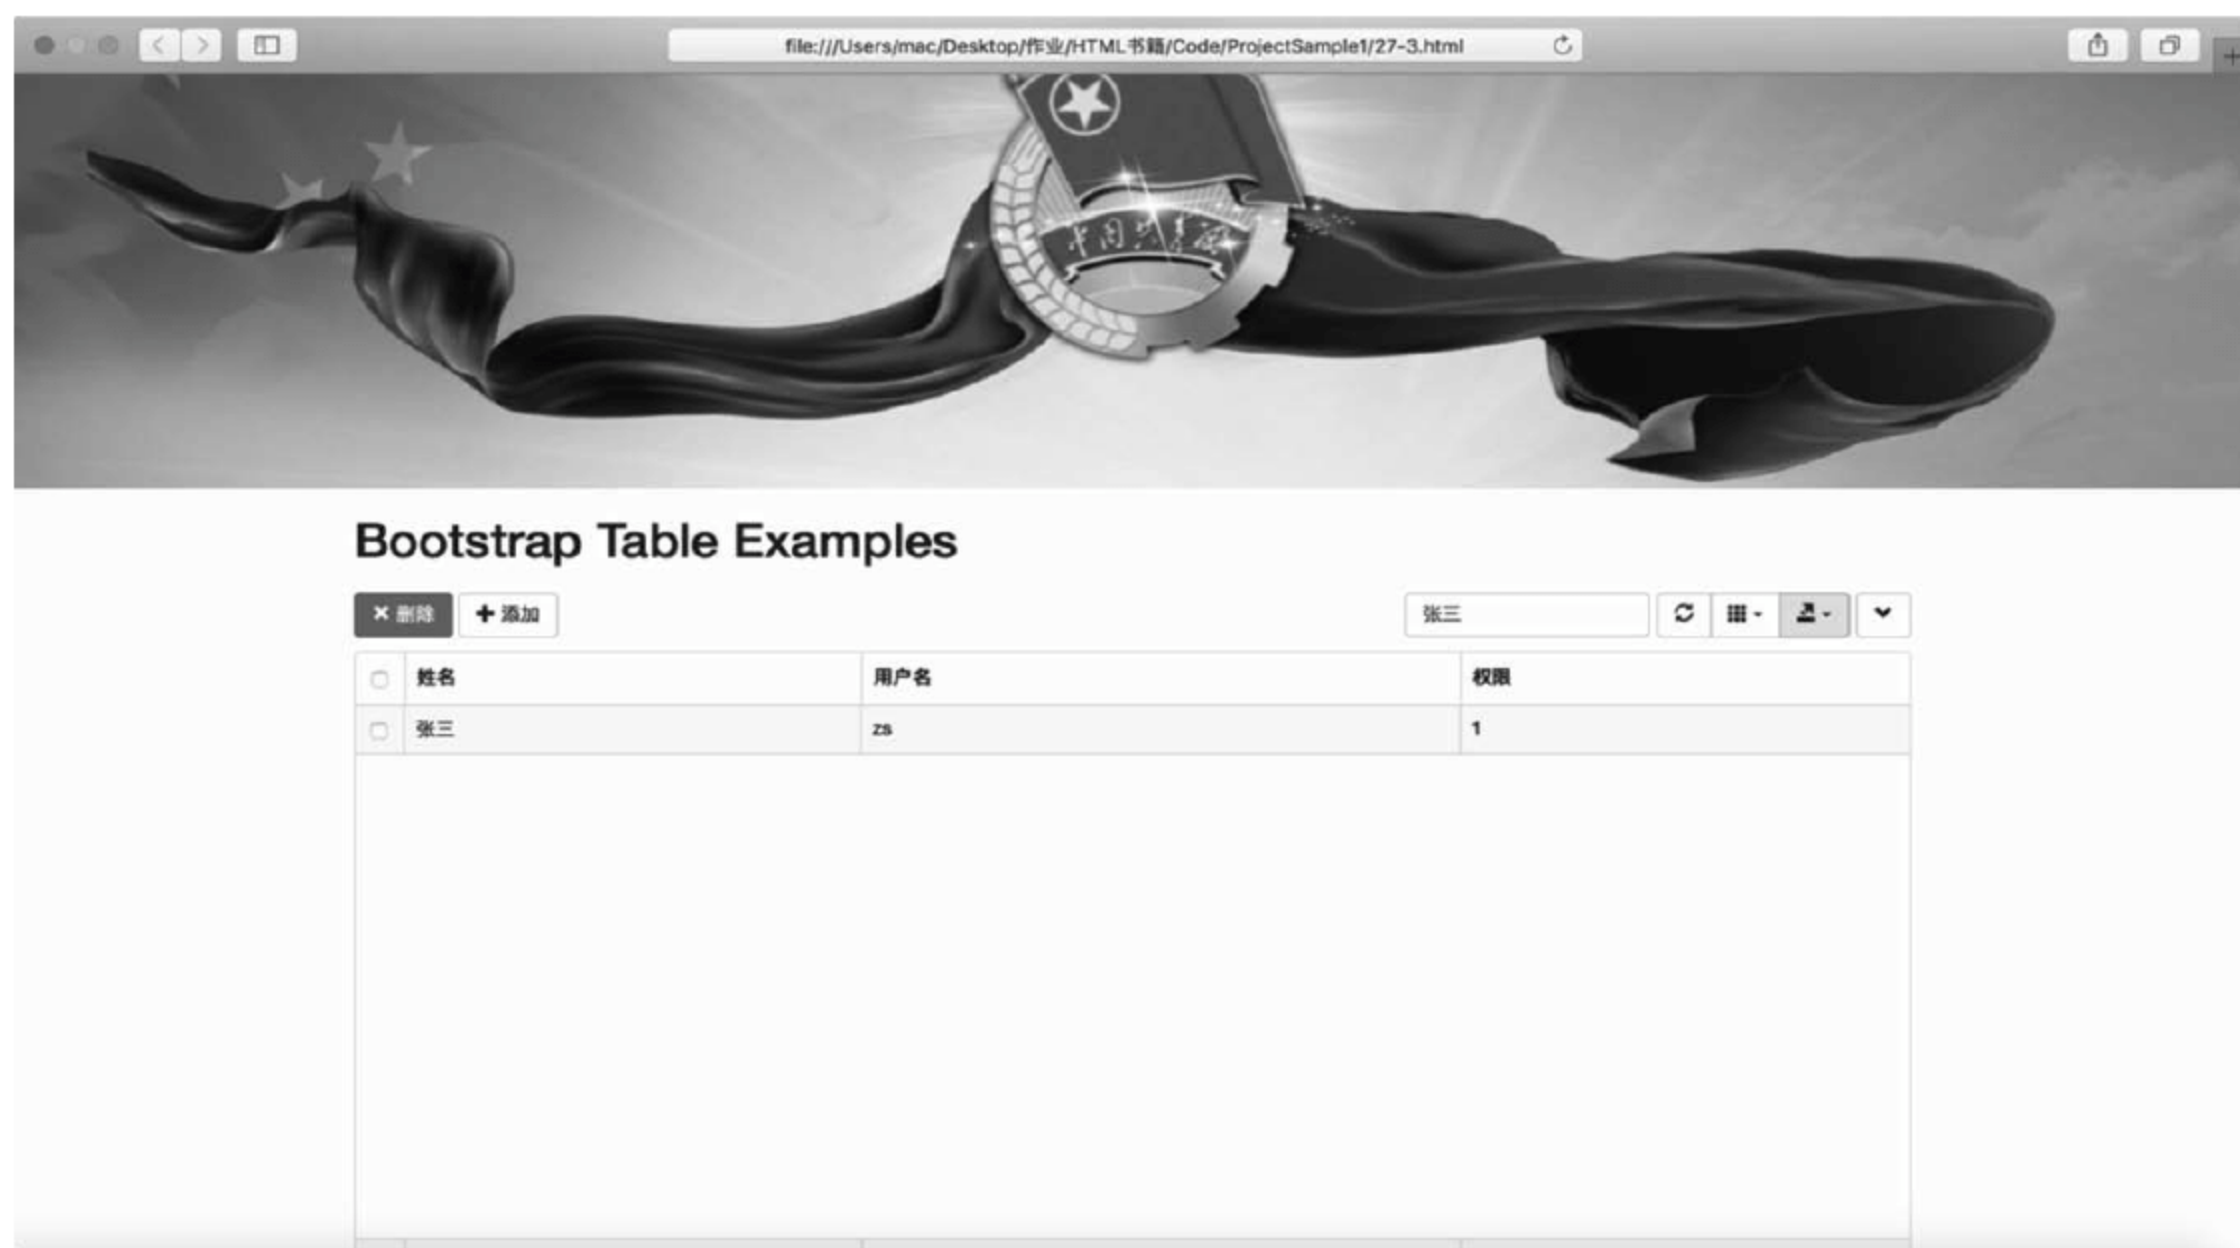 file:///Users/mac/Desktop/作业/HTML书籍/Code/ProjectSample1/27-3.html
Bootstrap Table Examples
删除 添加 张三
姓名 用户名 权限
张三 zs 1